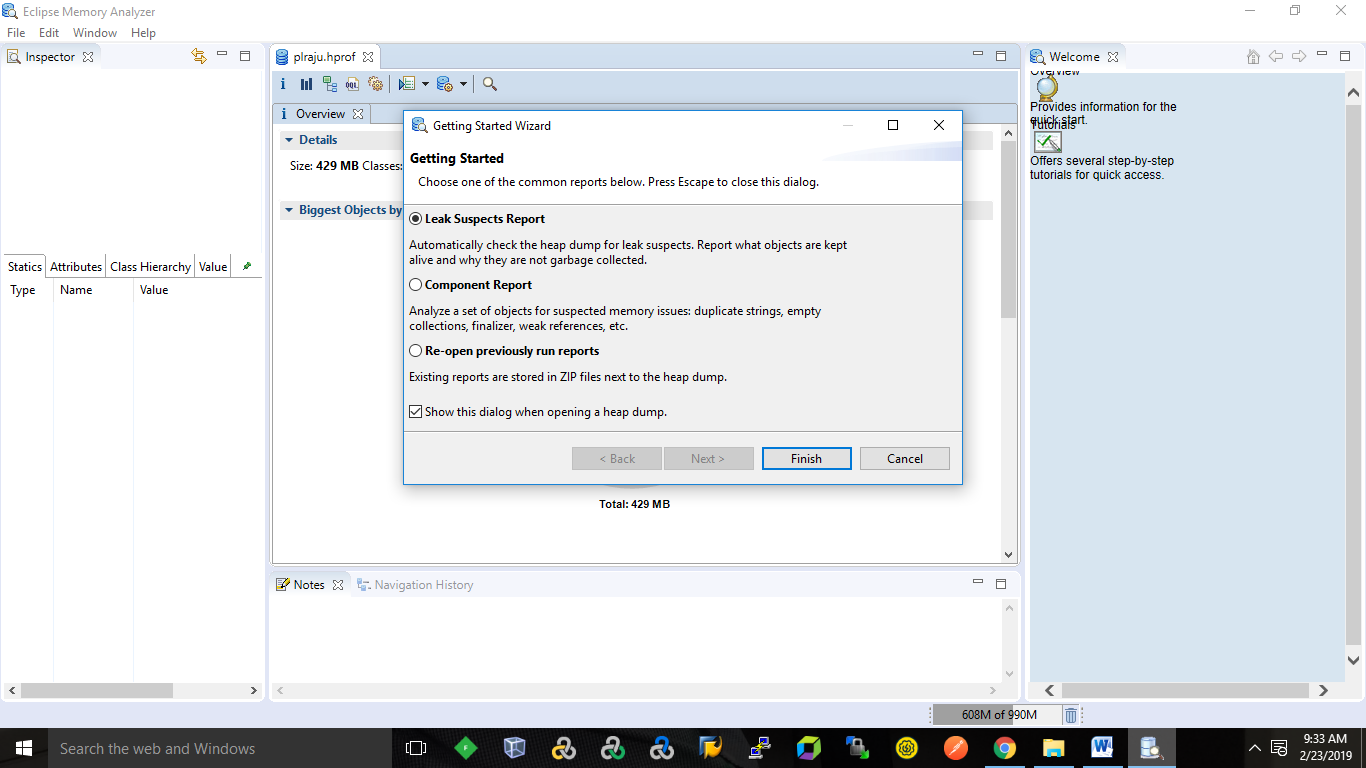 Eclipse Memory Analyzer
File Edit Window Help
Inspector
Statics Attributes Class Hierarchy Value
Type Name Value
plraju.hprof
i OQL
i Overview
Details
Size: 429 MB Classes:
Biggest Objects by
Total: 429 MB
Getting Started Wizard
Getting Started
Choose one of the common reports below. Press Escape to close this dialog.
Leak Suspects Report
Automatically check the heap dump for leak suspects. Report what objects are kept
alive and why they are not garbage collected.
Component Report
Analyze a set of objects for suspected memory issues: duplicate strings, empty
collections, finalizer, weak references, etc.
Re-open previously run reports
Existing reports are stored in ZIP files next to the heap dump.
Show this dialog when opening a heap dump.
< Back Next > Finish Cancel
Notes Navigation History
Welcome
Overview
Provides information for the
quick start.
Tutorials
Offers several step-by-step
tutorials for quick access.
608M of 990M
Search the web and Windows
9:33 AM
2/23/2019